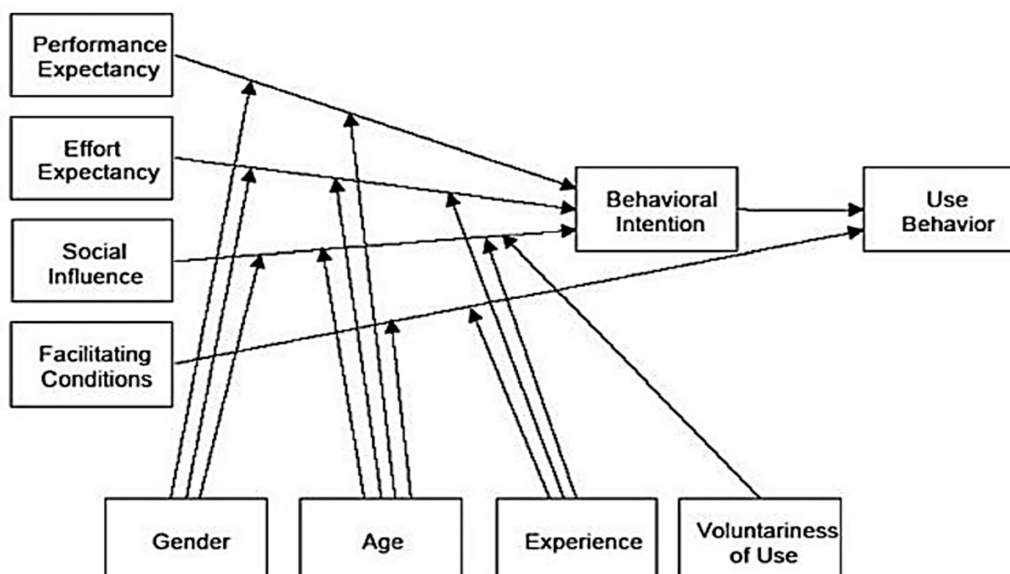 Performance
Expectancy
Effort
Expectancy
Social
Influence
Facilitating
Conditions
Behavioral
Intention
Use
Behavior
Gender
Age
Experience
Voluntariness
of Use